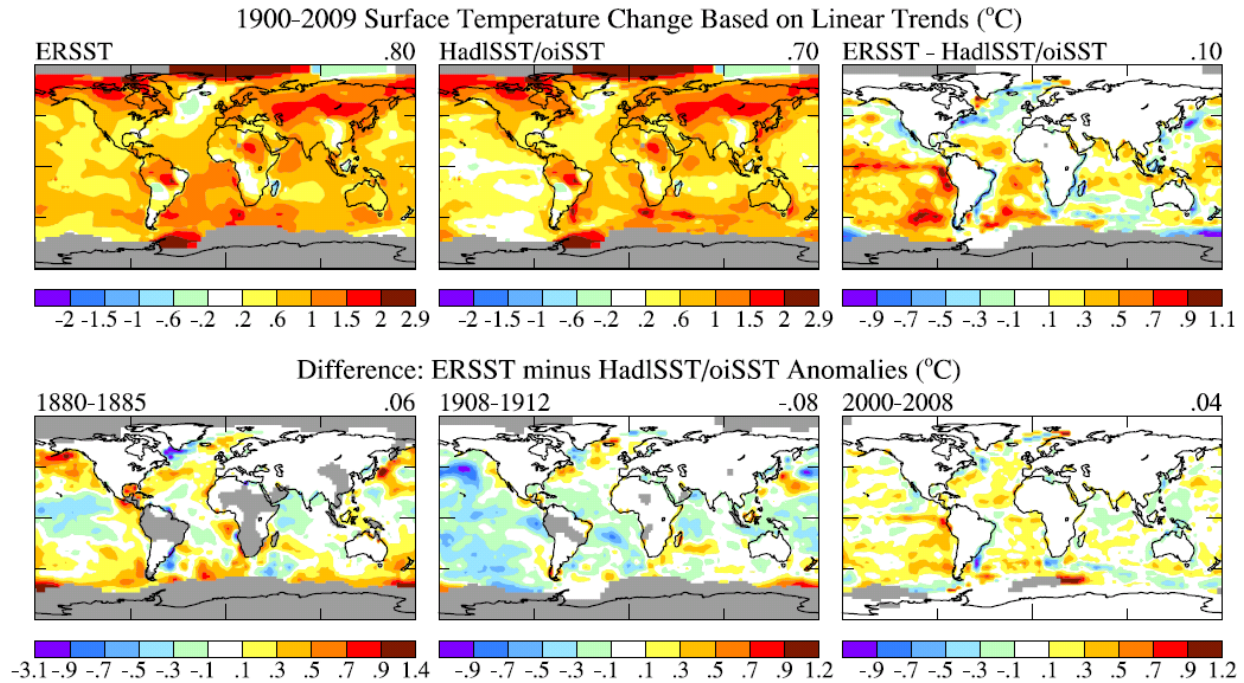 1900-2009 Surface Temperature Change Based on Linear Trends (°C)
ERSST .80
HadlSST/oiSST .70
ERSST - HadlSST/oiSST .10
-2 -1.5 -1 -.6 -.2 .2 .6 1 1.5 2 2.9
-2 -1.5 -1 -.6 -.2 .2 .6 1 1.5 2 2.9
-.9 -.7 -.5 -.3 -.1 .1 .3 .5 .7 .9 1.1
Difference: ERSST minus HadlSST/oiSST Anomalies (°C)
1880-1885 .06
1908-1912 -.08
2000-2008 .04
-3.1 -.9 -.7 -.5 -.3 -.1 .1 .3 .5 .7 .9 1.4
-.9 -.7 -.5 -.3 -.1 .1 .3 .5 .7 .9 1.2
-.9 -.7 -.5 -.3 -.1 .1 .3 .5 .7 .9 1.2